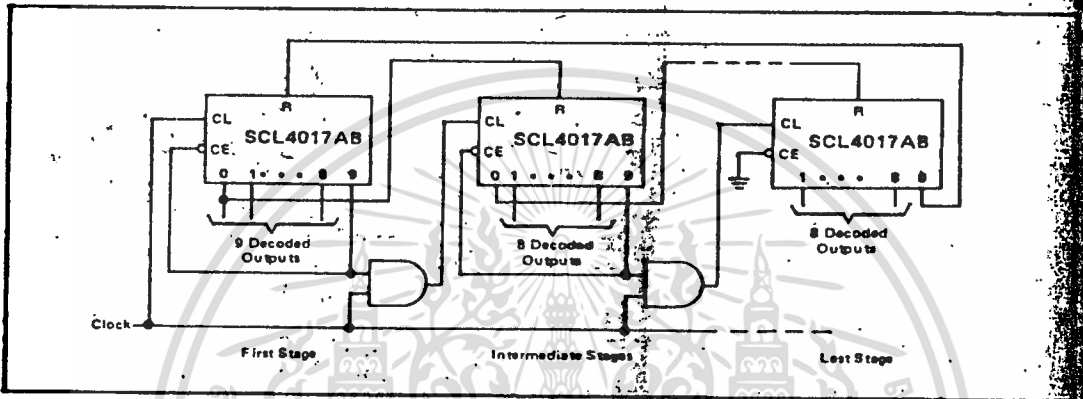 R
CL
SCL4017AB
CE
0 1 • • • 8 9
9 Decoded
Outputs
R
CL
SCL4017AB
CE
0 1 • • • 8 9
8 Decoded
Outputs
R
CL
SCL4017AB
CE
1 • • • 8 9
8 Decoded
Outputs
Clock
First Stage
Intermediate Stages
Last Stage